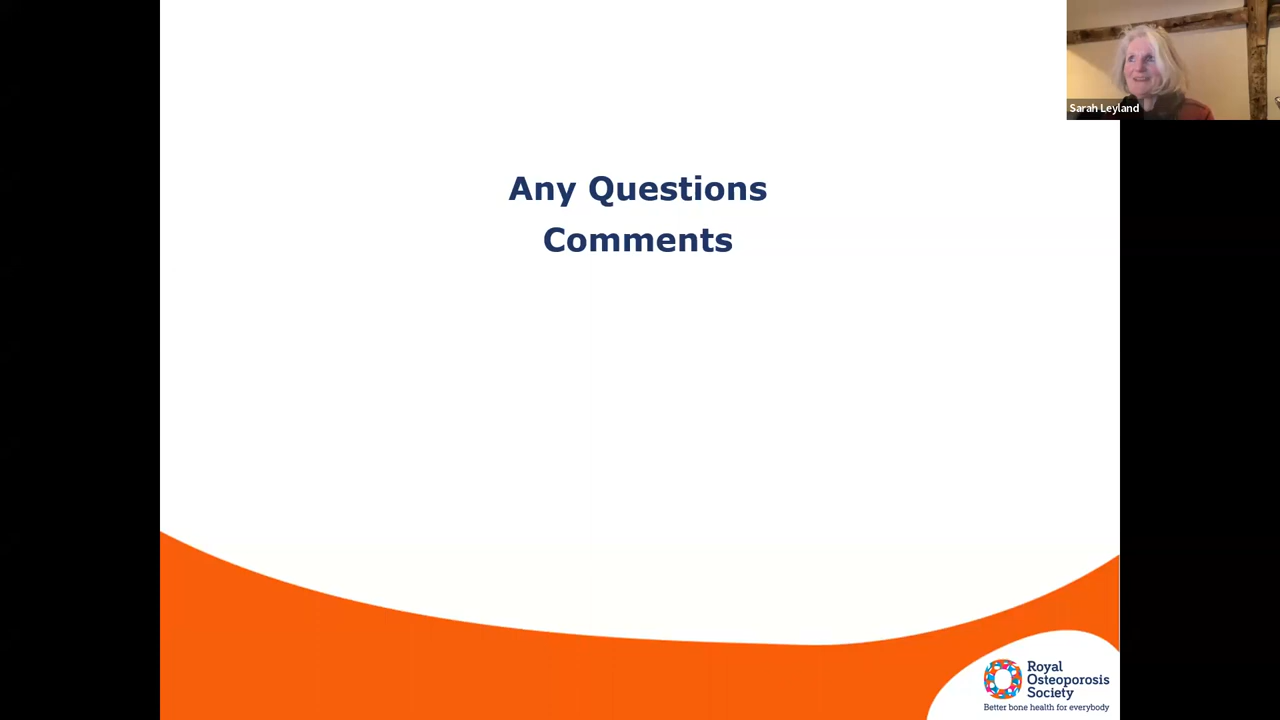 Sarah Leyland
Any Questions
Comments
Royal
Osteoporosis
Society
Better bone health for everybody